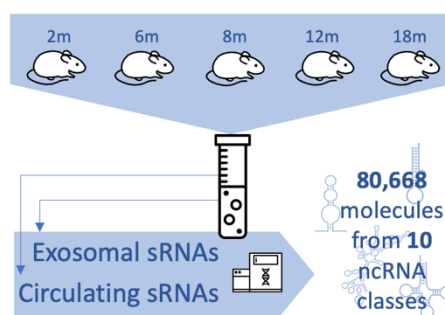 2m 6m 8m 12m 18m
Exosomal sRNAs
Circulating sRNAs
80,668
molecules
from 10
ncRNA
classes